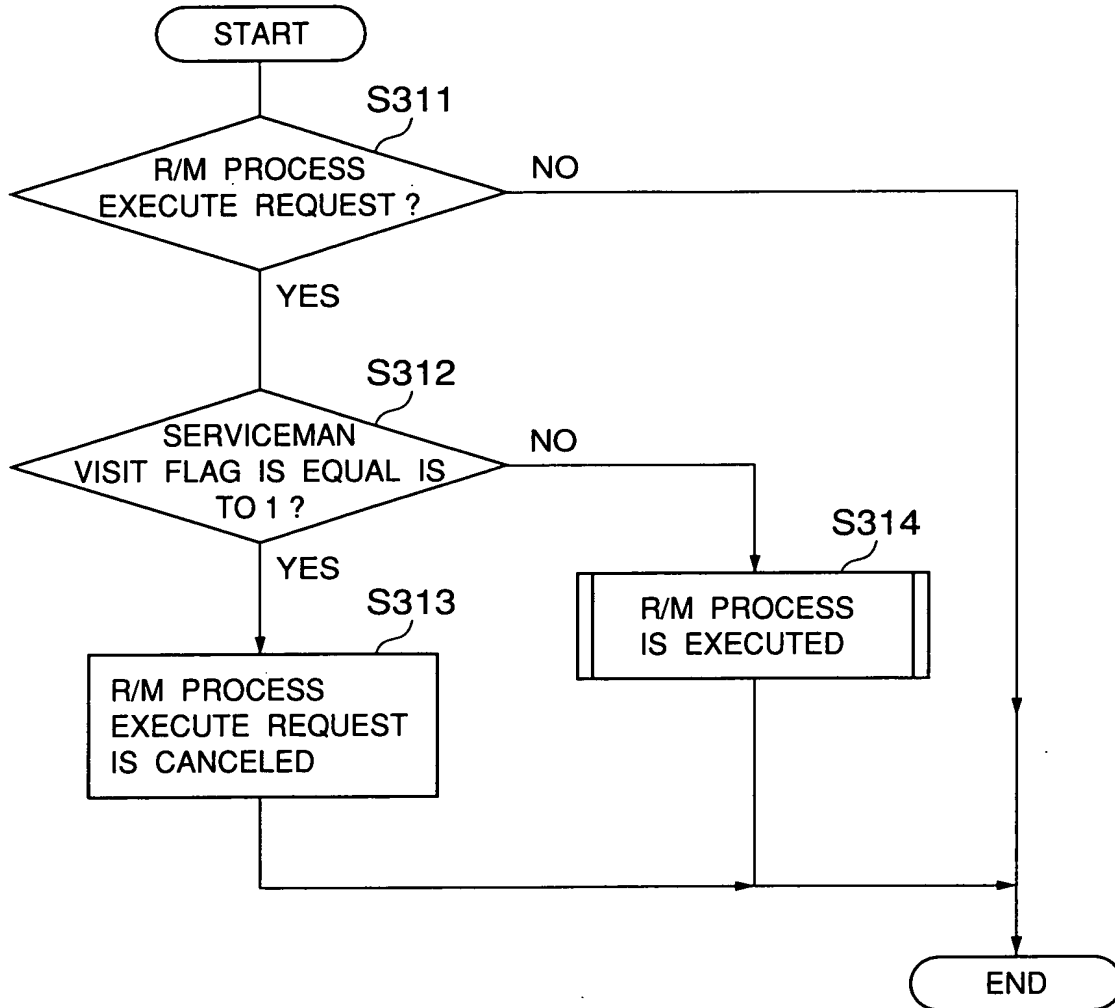 START
S311
R/M PROCESS
EXECUTE REQUEST ?
NO
YES
S312
SERVICEMAN
VISIT FLAG IS EQUAL IS
TO 1 ?
NO
YES
S314
R/M PROCESS
IS EXECUTED
S313
R/M PROCESS
EXECUTE REQUEST
IS CANCELED
END